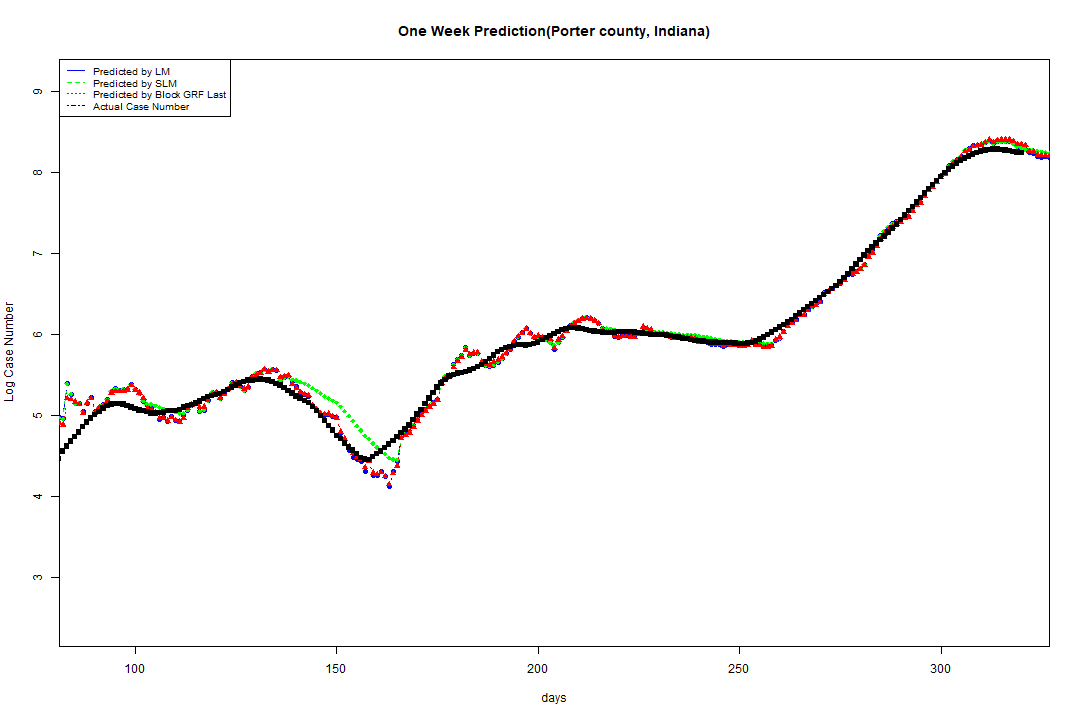 One Week Prediction(Porter county, Indiana)
Predicted by LM
Predicted by SLM
Predicted by Block GRF Last
Actual Case Number
9
8
7
6
5
4
3
Log Case Number
100 150 200 250 300
days